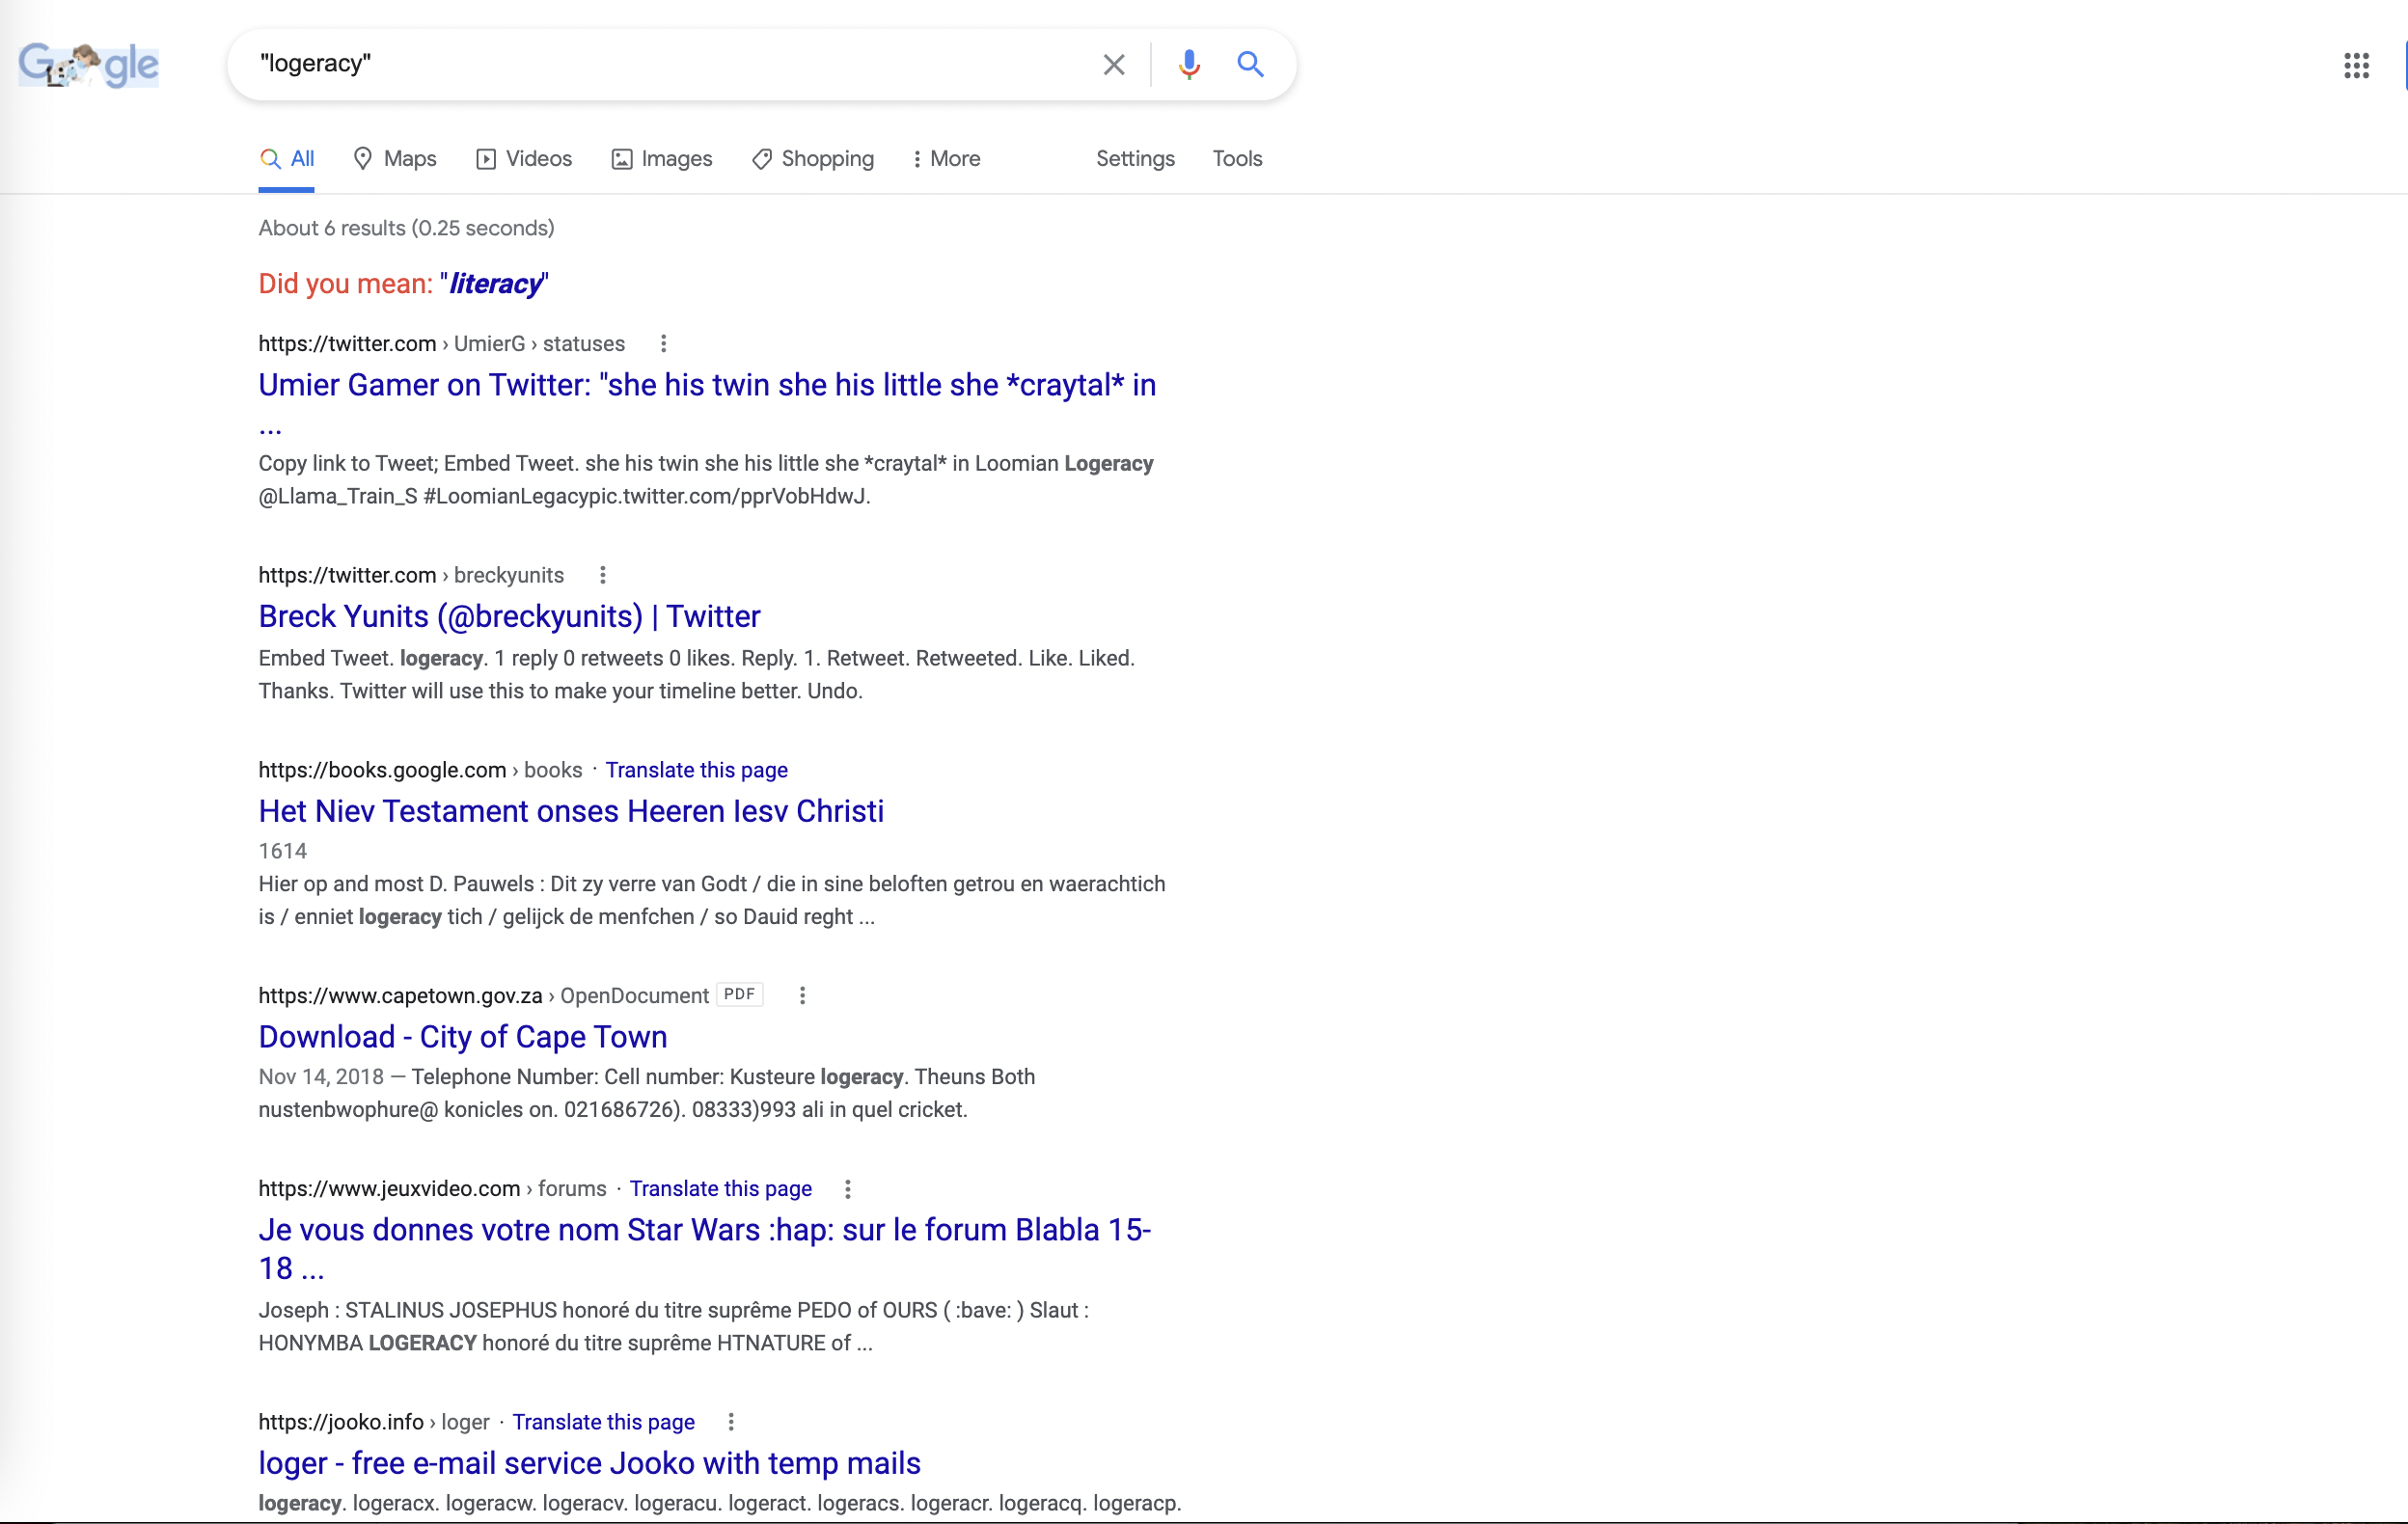 Google
"logeracy"
All Maps Videos Images Shopping More Settings Tools
About 6 results (0.25 seconds)
Did you mean: "literacy"
https://twitter.com › UmierG › statuses
Umier Gamer on Twitter: "she his twin she his little she *craytal* in
...
Copy link to Tweet; Embed Tweet. she his twin she his little she *craytal* in Loomian Logeracy
@Llama_Train_S #LoomianLegacypic.twitter.com/pprVobHdwJ.
https://twitter.com › breckyunits
Breck Yunits (@breckyunits) | Twitter
Embed Tweet. logeracy. 1 reply 0 retweets 0 likes. Reply. 1. Retweet. Retweeted. Like. Liked.
Thanks. Twitter will use this to make your timeline better. Undo.
https://books.google.com › books · Translate this page
Het Niev Testament onses Heeren Iesv Christi
1614
Hier op and most D. Pauwels : Dit zy verre van Godt / die in sine beloften getrou en waerachtich
is / enniet logeracy tich / gelijck de menfchen / so Dauid reght ...
https://www.capetown.gov.za › OpenDocument PDF
Download - City of Cape Town
Nov 14, 2018 — Telephone Number: Cell number: Kusteure logeracy. Theuns Both
nustenbwophure@ konicles on. 021686726). 08333)993 ali in quel cricket.
https://www.jeuxvideo.com › forums · Translate this page
Je vous donnes votre nom Star Wars :hap: sur le forum Blabla 15-
18 ...
Joseph : STALINUS JOSEPHUS honoré du titre suprême PEDO of OURS ( :bave: ) Slaut :
HONYMBA LOGERACY honoré du titre suprême HTNATURE of ...
https://jooko.info › loger · Translate this page
loger - free e-mail service Jooko with temp mails
logeracy. logeracx. logeracw. logeracv. logeracu. logeract. logeracs. logeracr. logeracq. logeracp.